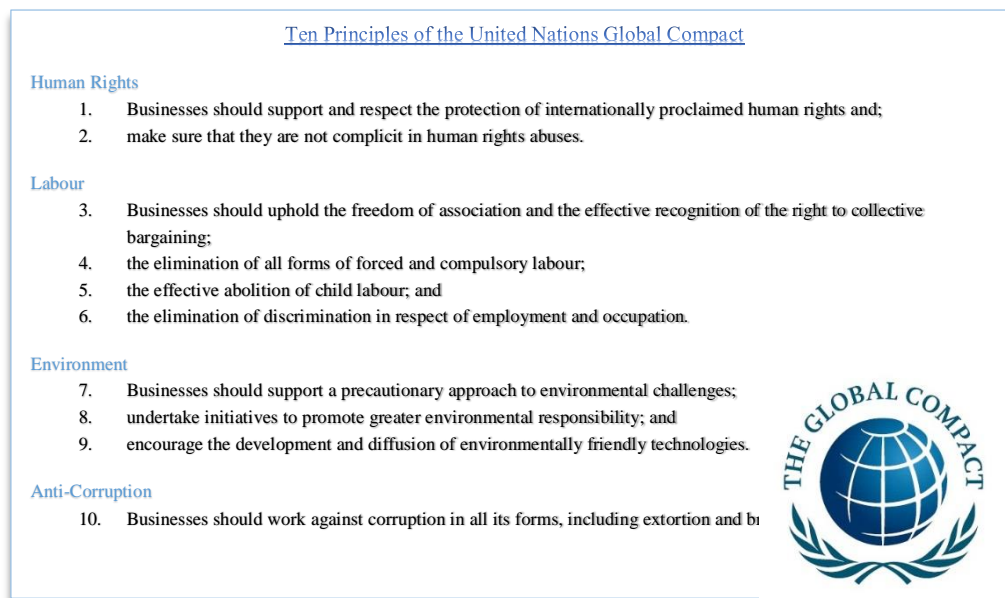 Ten Principles of the United Nations Global Compact
Human Rights
1. Businesses should support and respect the protection of internationally proclaimed human rights and;
2. make sure that they are not complicit in human rights abuses.
Labour
3. Businesses should uphold the freedom of association and the effective recognition of the right to collective
bargaining;
4. the elimination of all forms of forced and compulsory labour;
5. the effective abolition of child labour; and
6. the elimination of discrimination in respect of employment and occupation.
Environment
7. Businesses should support a precautionary approach to environmental challenges;
8. undertake initiatives to promote greater environmental responsibility; and
9. encourage the development and diffusion of environmentally friendly technologies.
Anti-Corruption
10. Businesses should work against corruption in all its forms, including extortion and
THE GLOBAL COMPACT